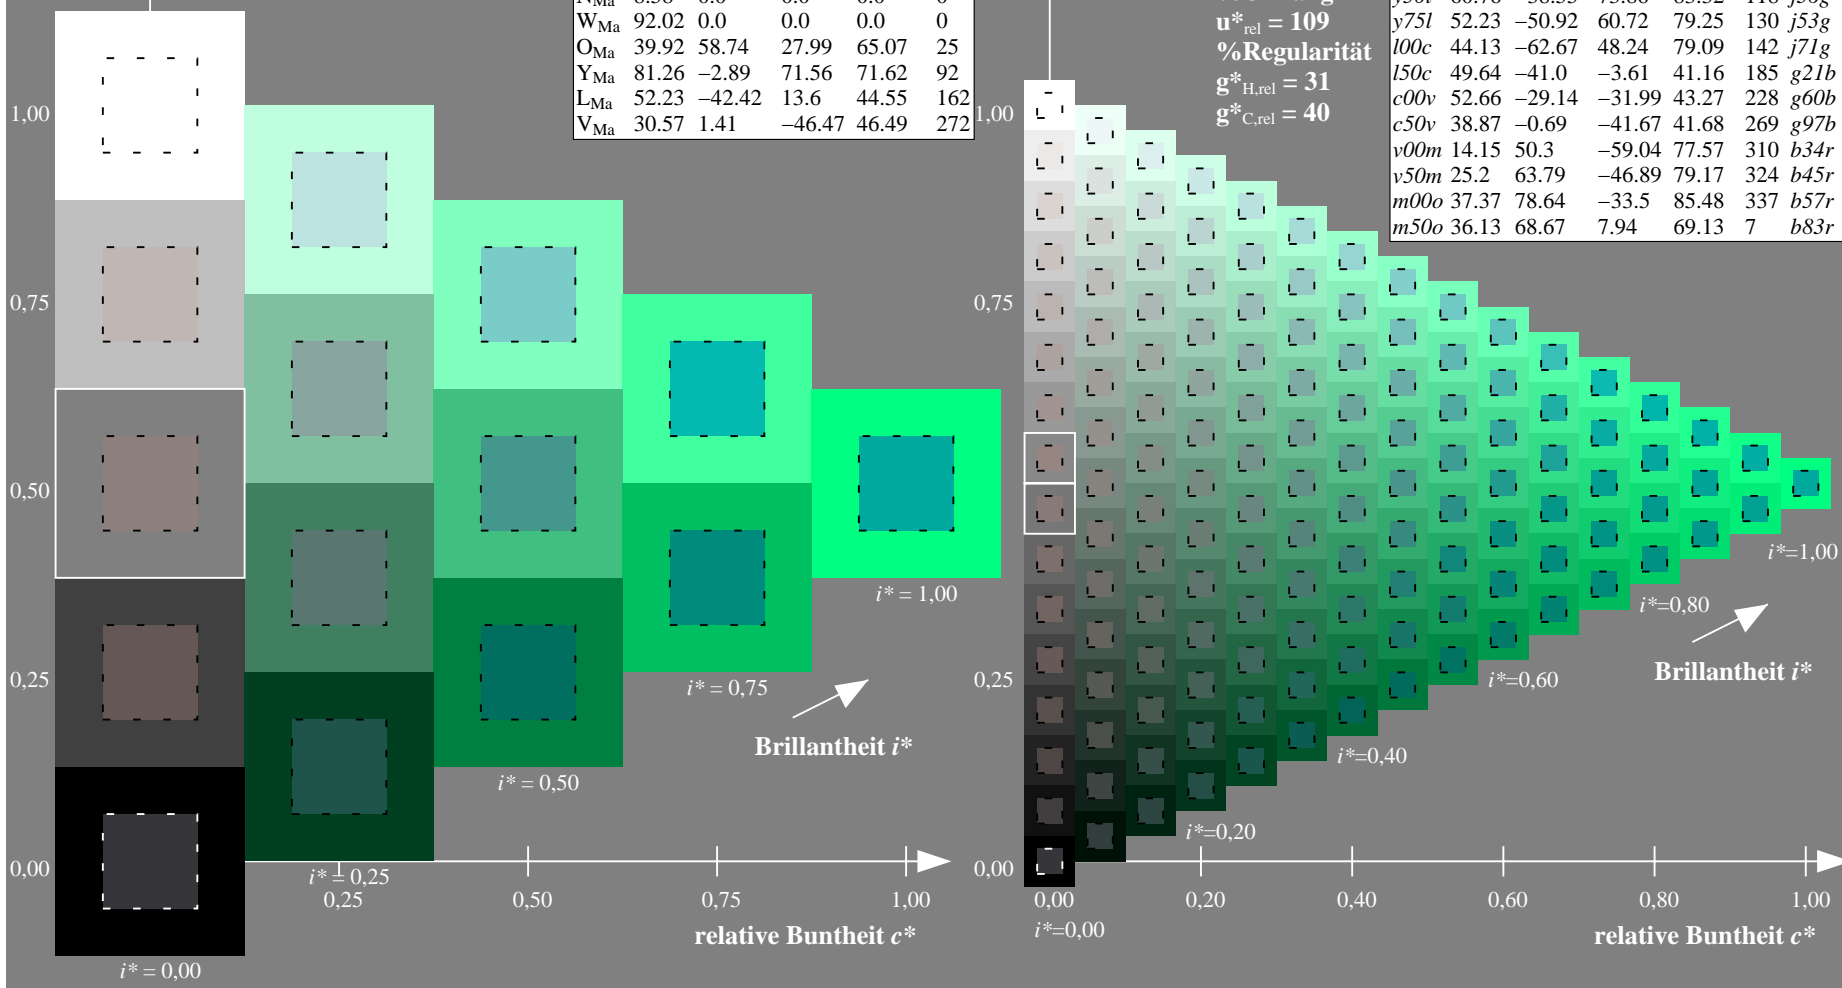 W_Ma 92.02 0.0 0.0 0.0 0
O_Ma 39.92 58.74 27.99 65.07 25
Y_Ma 81.26 −2.89 71.56 71.62 92
L_Ma 52.23 −42.42 13.6 44.55 162
V_Ma 30.57 1.41 −46.47 46.49 272
u*_rel = 109
%Regularität
g*_H,rel = 31
g*_C,rel = 40
y75l 52.23 −50.92 60.72 79.25 130 j53g
l00c 44.13 −62.67 48.24 79.09 142 j71g
l50c 49.64 −41.0 −3.61 41.16 185 g21b
c00v 52.66 −29.14 −31.99 43.27 228 g60b
c50v 38.87 −0.69 −41.67 41.68 269 g97b
v00m 14.15 50.3 −59.04 77.57 310 b34r
v50m 25.2 63.79 −46.89 79.17 324 b45r
m00o 37.37 78.64 −33.5 85.48 337 b57r
m50o 36.13 68.67 7.94 69.13 7 b83r
1,00
0,75
0,50
0,25
0,00
i* = 1,00
i* = 0,75
Brillantheit i*
i* = 0,50
i* = 0,25
0,25 0,50 0,75 1,00
relative Buntheit c*
i* = 0,00
1,00
0,75
0,50
0,25
0,00
i*=1,00
i*=0,80
Brillantheit i*
i*=0,60
i*=0,40
i*=0,20
0,00 0,20 0,40 0,60 0,80 1,00
i*=0,00
relative Buntheit c*